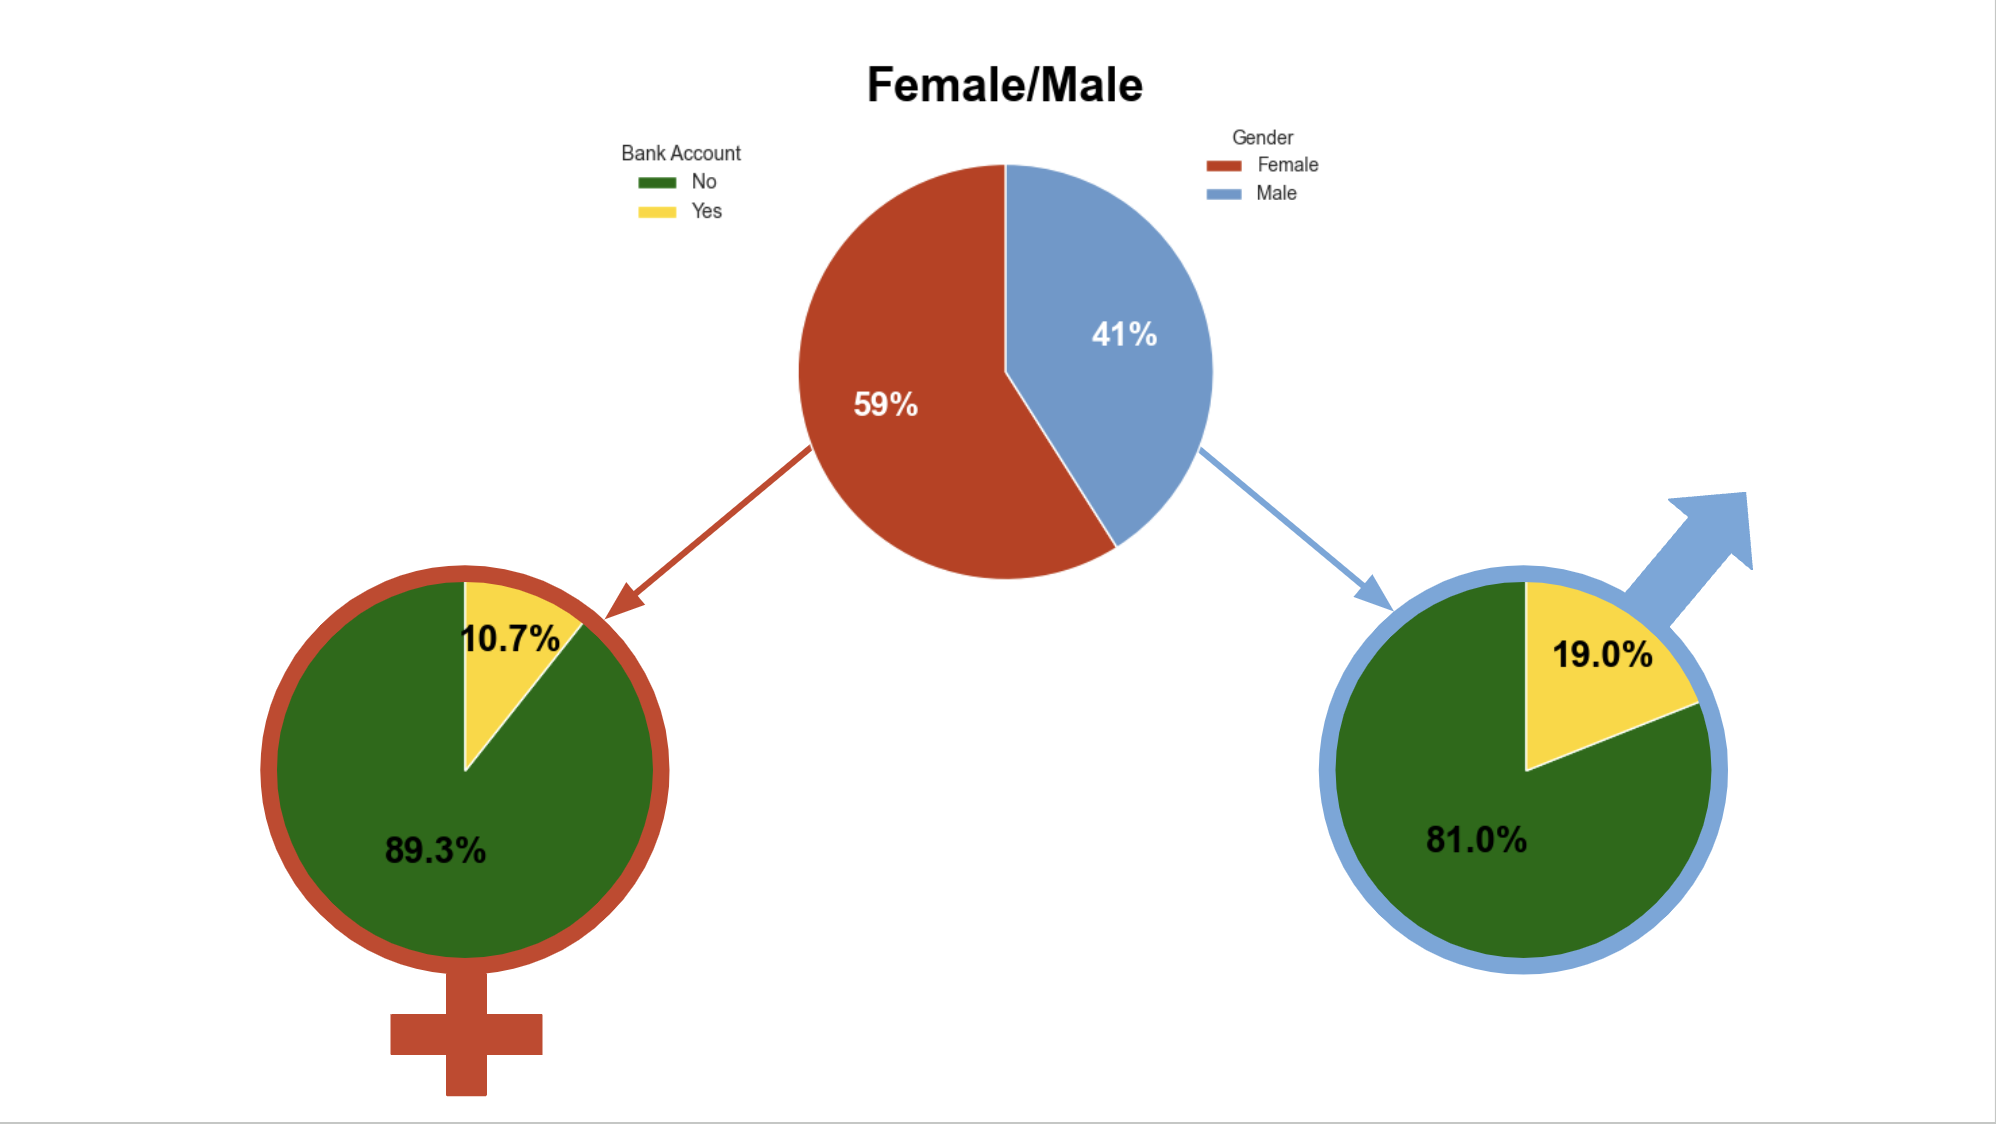 Female/Male
Bank Account
No
Yes
Gender
Female
Male
41%
59%
10.7%
89.3%
19.0%
81.0%